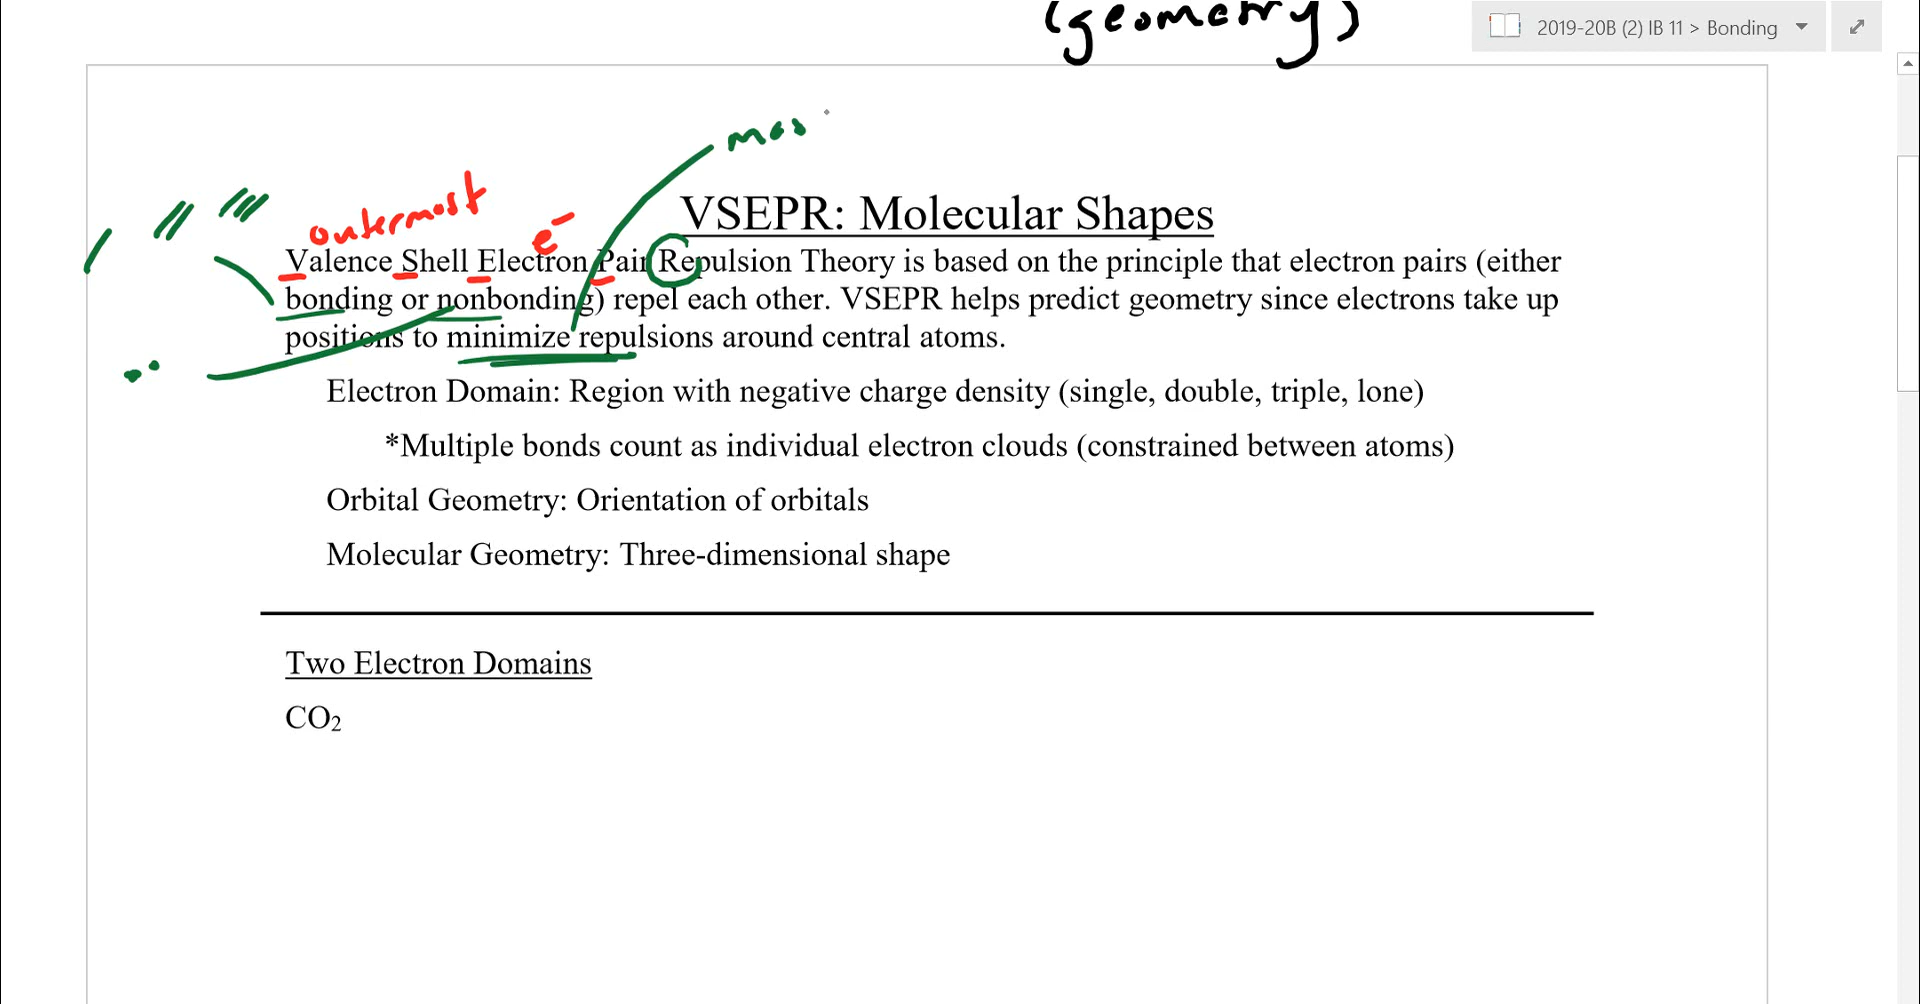 (geometry)
2019-20B (2) IB 11 > Bonding
mos
VSEPR: Molecular Shapes
outermost
e⁻
Valence Shell Electron Pair Repulsion Theory is based on the principle that electron pairs (either
bonding or nonbonding) repel each other. VSEPR helps predict geometry since electrons take up
positions to minimize repulsions around central atoms.
Electron Domain: Region with negative charge density (single, double, triple, lone)
*Multiple bonds count as individual electron clouds (constrained between atoms)
Orbital Geometry: Orientation of orbitals
Molecular Geometry: Three-dimensional shape
Two Electron Domains
CO₂